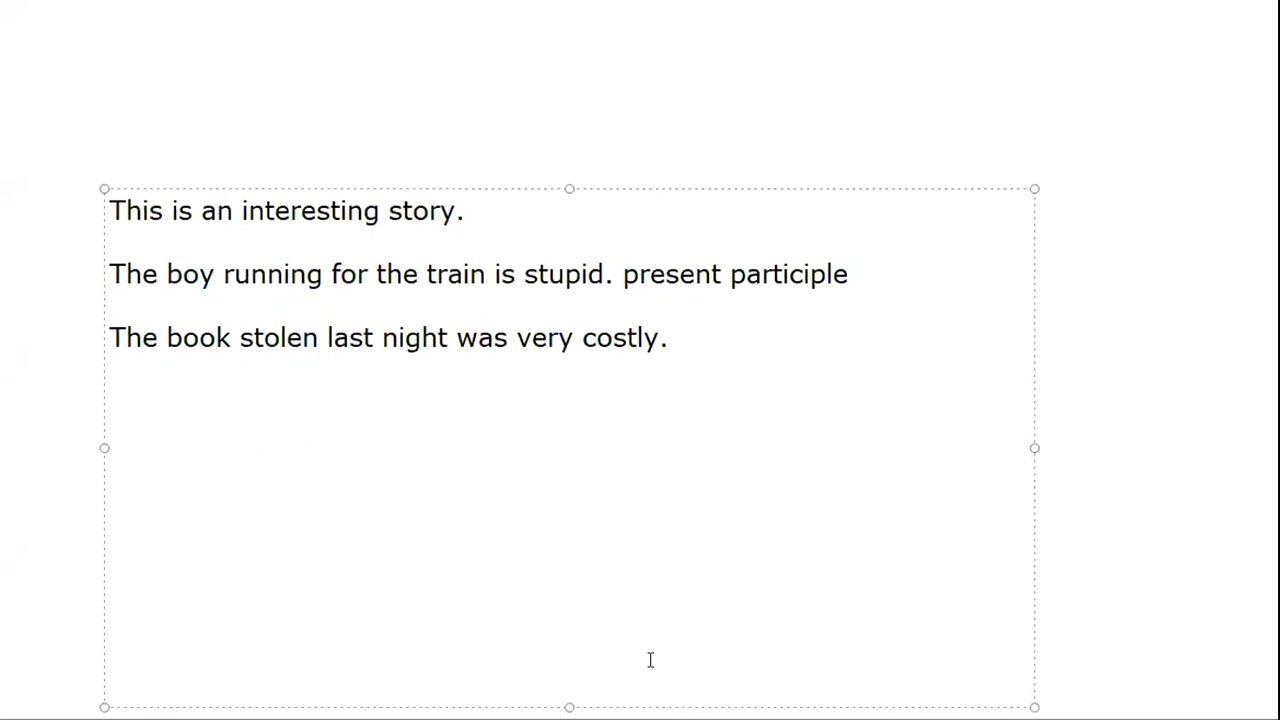 This is an interesting story.
The boy running for the train is stupid. present participle
The book stolen last night was very costly.